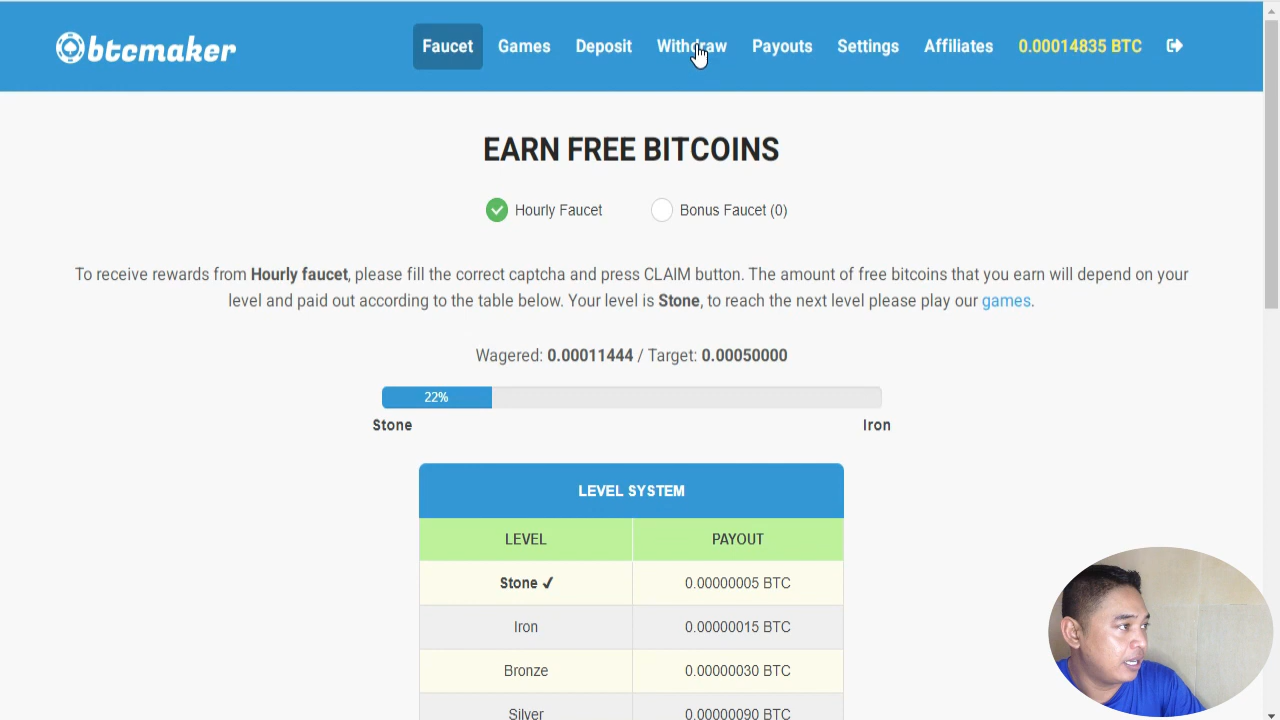 btcmaker
Faucet Games Deposit Withdraw Payouts Settings Affiliates 0.00014835 BTC
EARN FREE BITCOINS
Hourly Faucet Bonus Faucet (0)
To receive rewards from Hourly faucet, please fill the correct captcha and press CLAIM button. The amount of free bitcoins that you earn will depend on your
level and paid out according to the table below. Your level is Stone, to reach the next level please play our games.
Wagered: 0.00011444 / Target: 0.00050000
22%
Stone Iron
LEVEL SYSTEM
LEVEL PAYOUT
Stone ✓ 0.00000005 BTC
Iron 0.00000015 BTC
Bronze 0.00000030 BTC
Silver 0.00000090 BTC